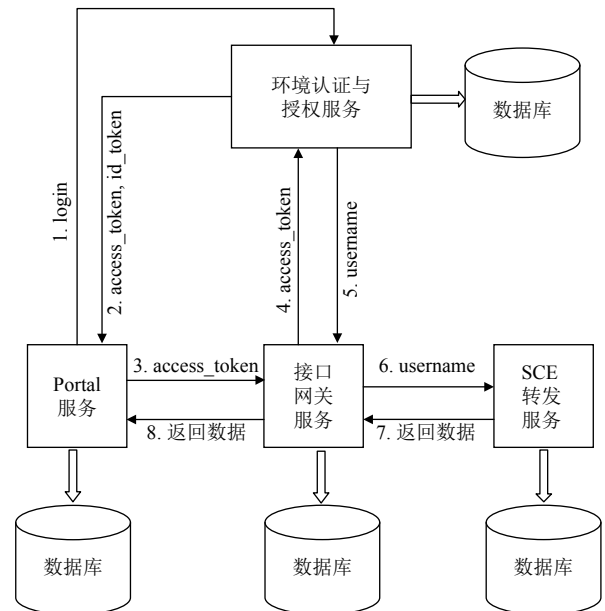 环境认证与
授权服务
数据库
1. login
2. access_token, id_token
4. access_token
5. username
Portal
服务
3. access_token
接口
网关
服务
6. username
SCE
转发
服务
8. 返回数据
7. 返回数据
数据库
数据库
数据库